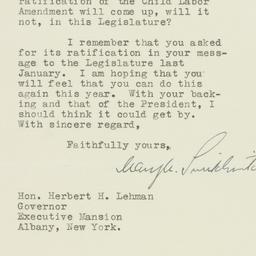 ratification of the Child Labor
Amendment will come up, will it
not, in this Legislature?
I remember that you asked
for its ratification in your mess-
age to the Legislature last
January. I am hoping that you
will feel that you can do this
again this year. With your back-
ing and that of the President, I
should think it could get by.
With sincere regard,
Faithfully yours,
Hon. Herbert H. Lehman
Governor
Executive Mansion
Albany, New York.